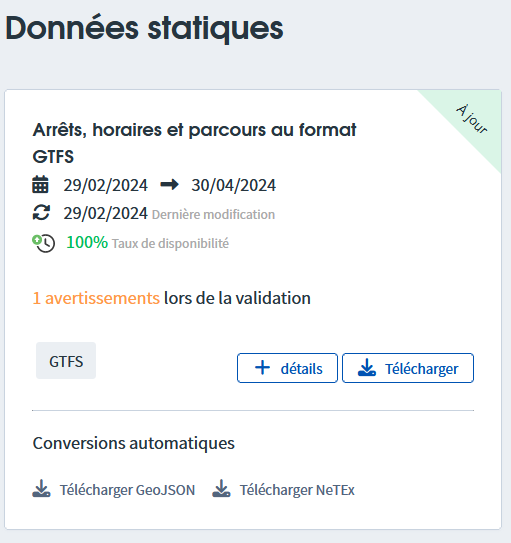 Données statiques
À jour
Arrêts, horaires et parcours au format
GTFS
29/02/2024 → 30/04/2024
29/02/2024 Dernière modification
100% Taux de disponibilité
1 avertissements lors de la validation
GTFS
+ détails
Télécharger
Conversions automatiques
Télécharger GeoJSON Télécharger NeTEx